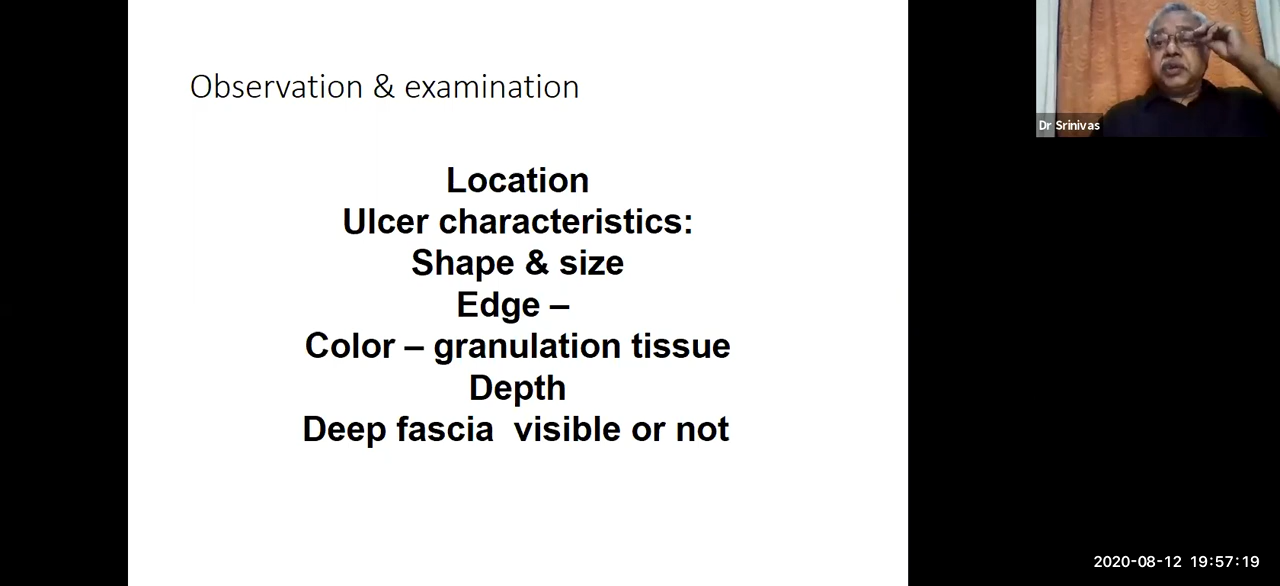 Observation & examination
Location
Ulcer characteristics:
Shape & size
Edge –
Color – granulation tissue
Depth
Deep fascia  visible or not
Dr Srinivas
2020-08-12 19:57:19